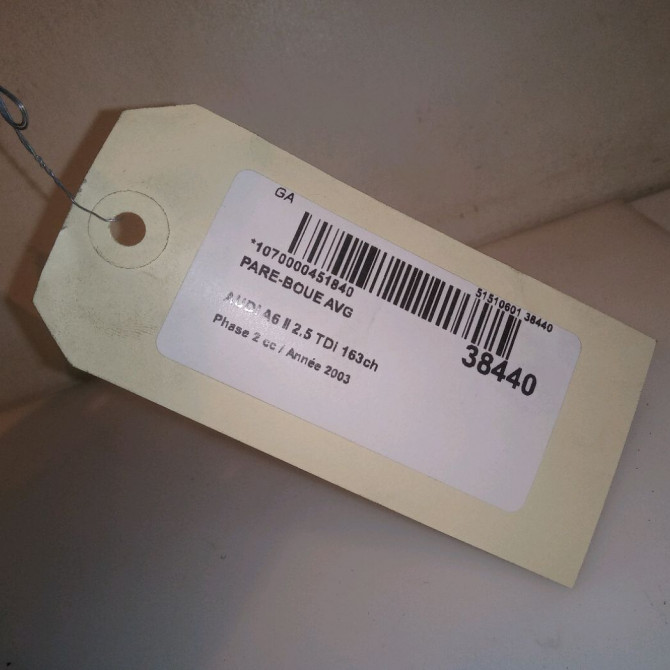 GA
*1070000451840
51510601 38440
PARE-BOUE AVG
38440
AUDI A6 II 2.5 TDi 163ch
Phase 2 cc / Année 2003